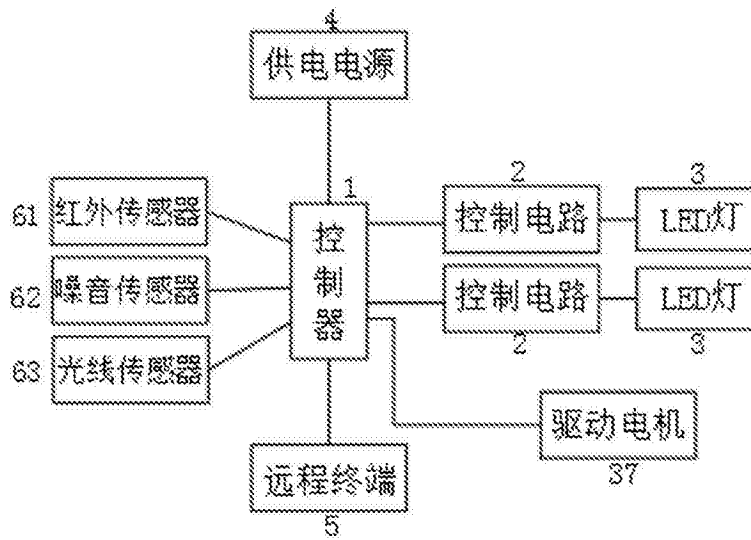 4
供电电源
1
控制器
61 红外传感器
62 噪音传感器
63 光线传感器
2
控制电路
3
LED灯
控制电路
2
LED灯
3
驱动电机
37
远程终端
5